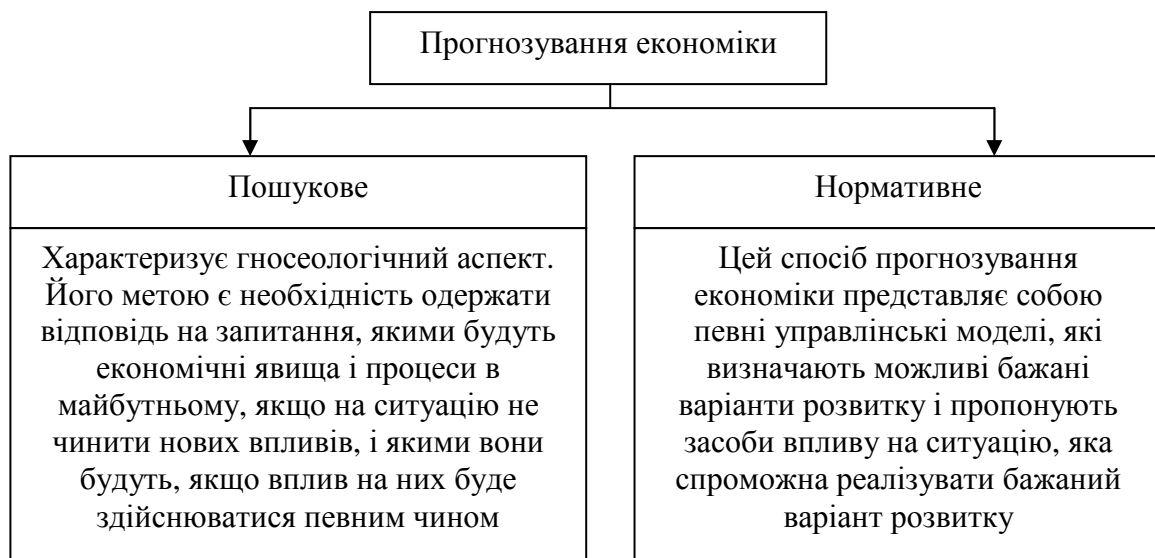 Прогнозування економіки
Пошукове
Характеризує гносеологічний аспект.
Його метою є необхідність одержати
відповідь на запитання, якими будуть
економічні явища і процеси в
майбутньому, якщо на ситуацію не
чинити нових впливів, і якими вони
будуть, якщо вплив на них буде
здійснюватися певним чином
Нормативне
Цей спосіб прогнозування
економіки представляє собою
певні управлінські моделі, які
визначають можливі бажані
варіанти розвитку і пропонують
засоби впливу на ситуацію, яка
спроможна реалізувати бажаний
варіант розвитку